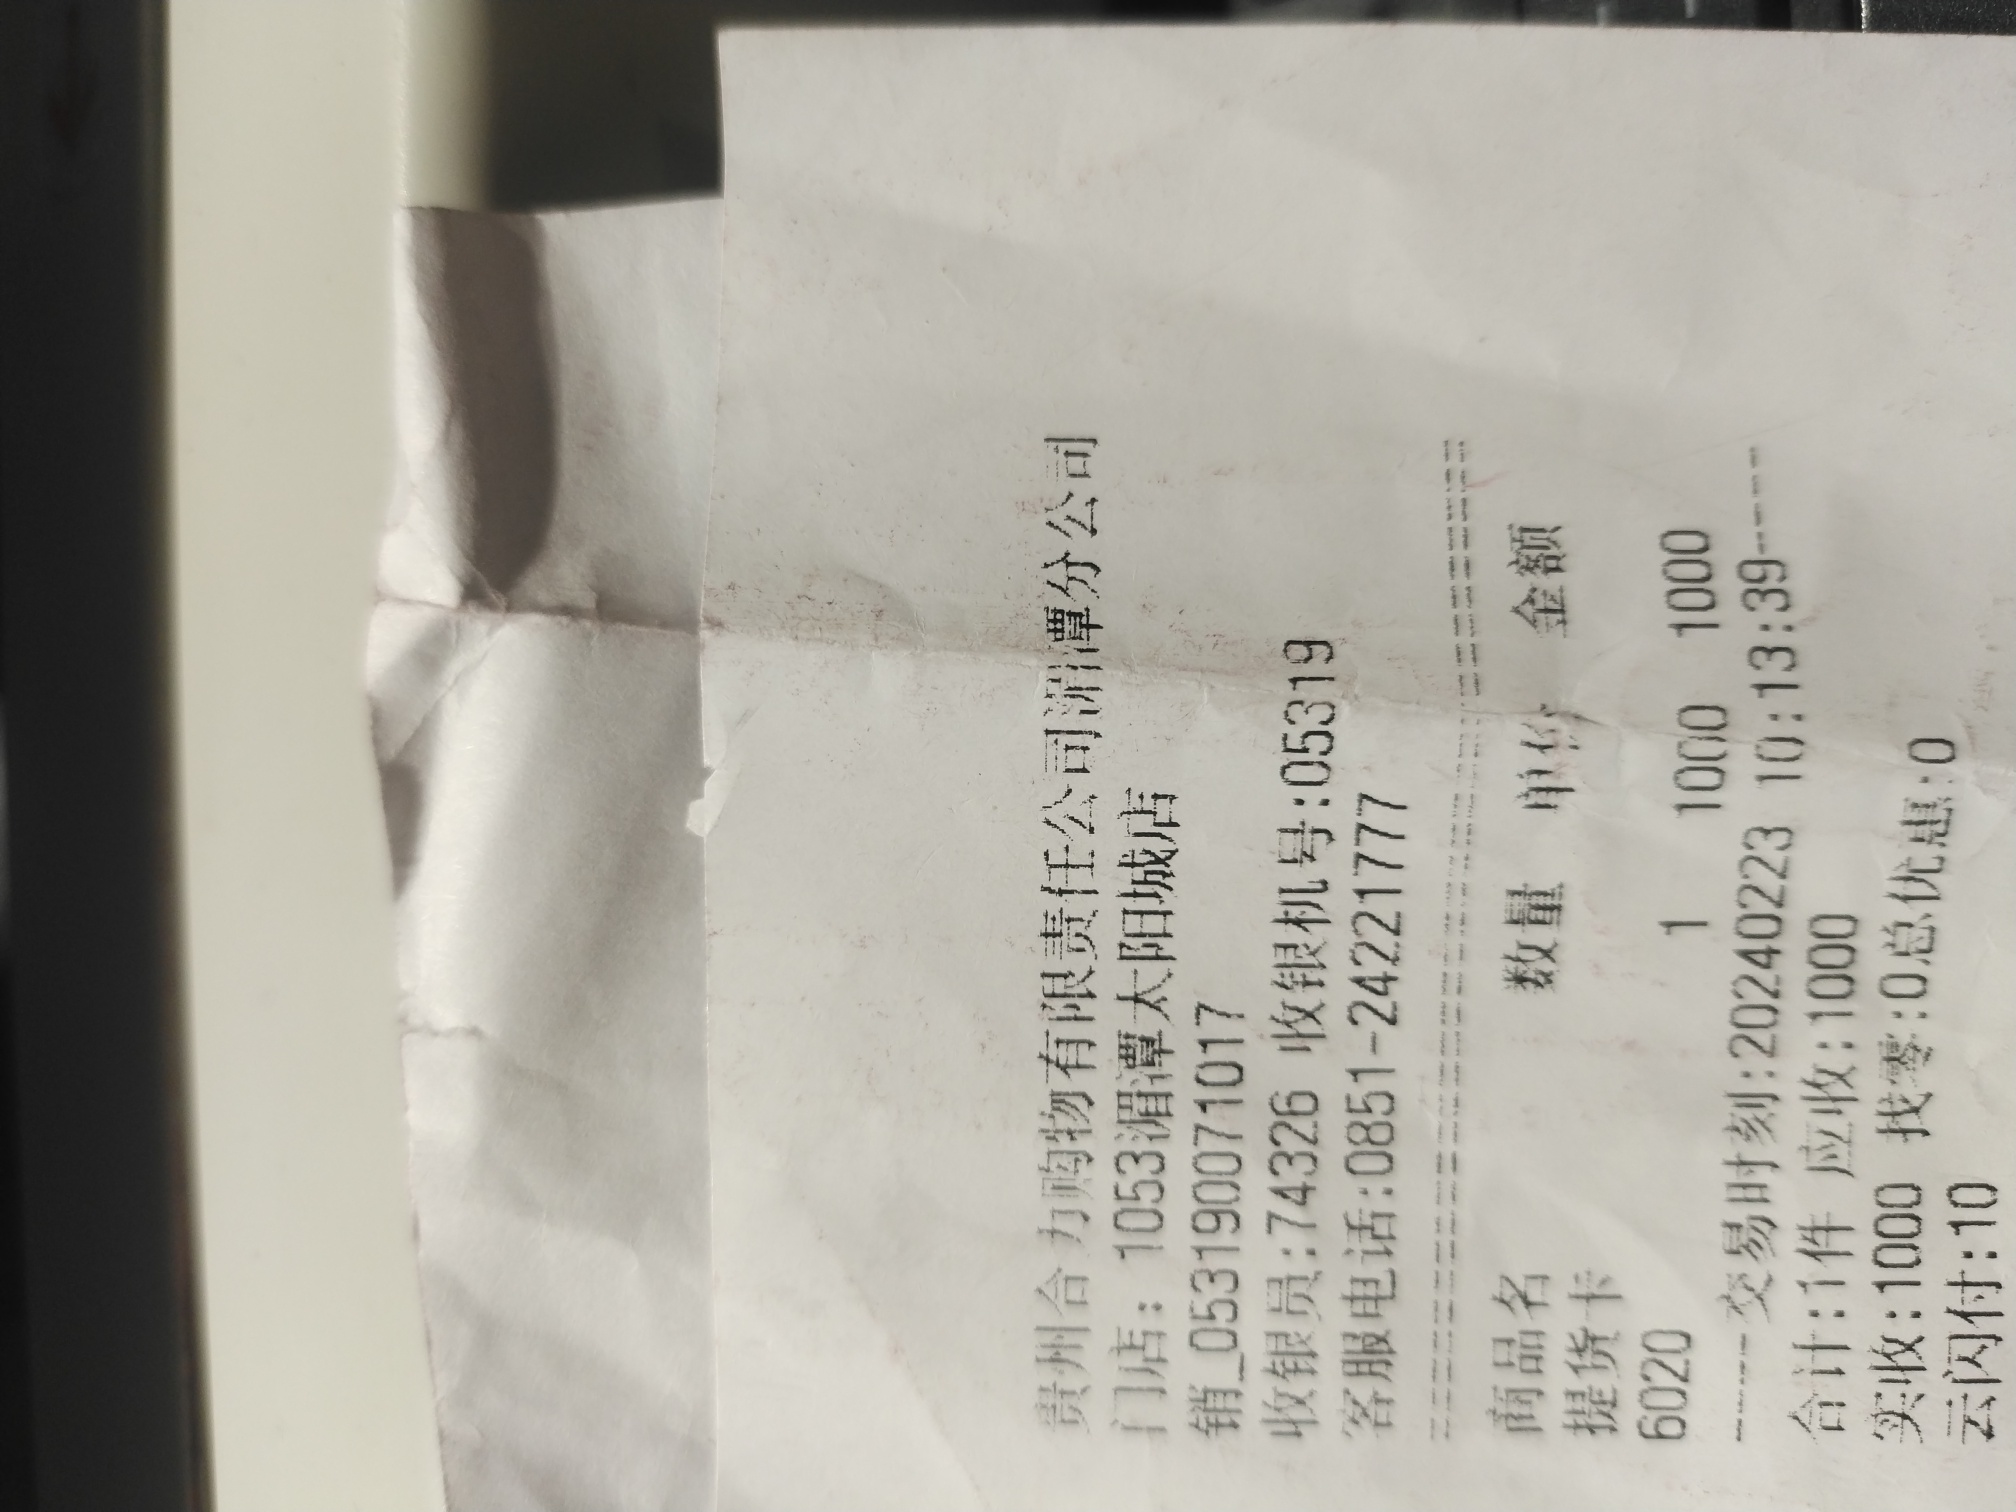 贵州合力购物有限责任公司湄潭分公司
门店: 1053湄潭太阳城店
销_053190071017
收银员:74326 收银机号:05319
客服电话:0851-24221777
================================
商品名 数量 单价 金额
提货卡
6020 1 1000 1000
-----交易时刻:20240223 10:13:39-----
合计:1件 应收:1000
实收:1000 找零:0总优惠:0
云闪付:10